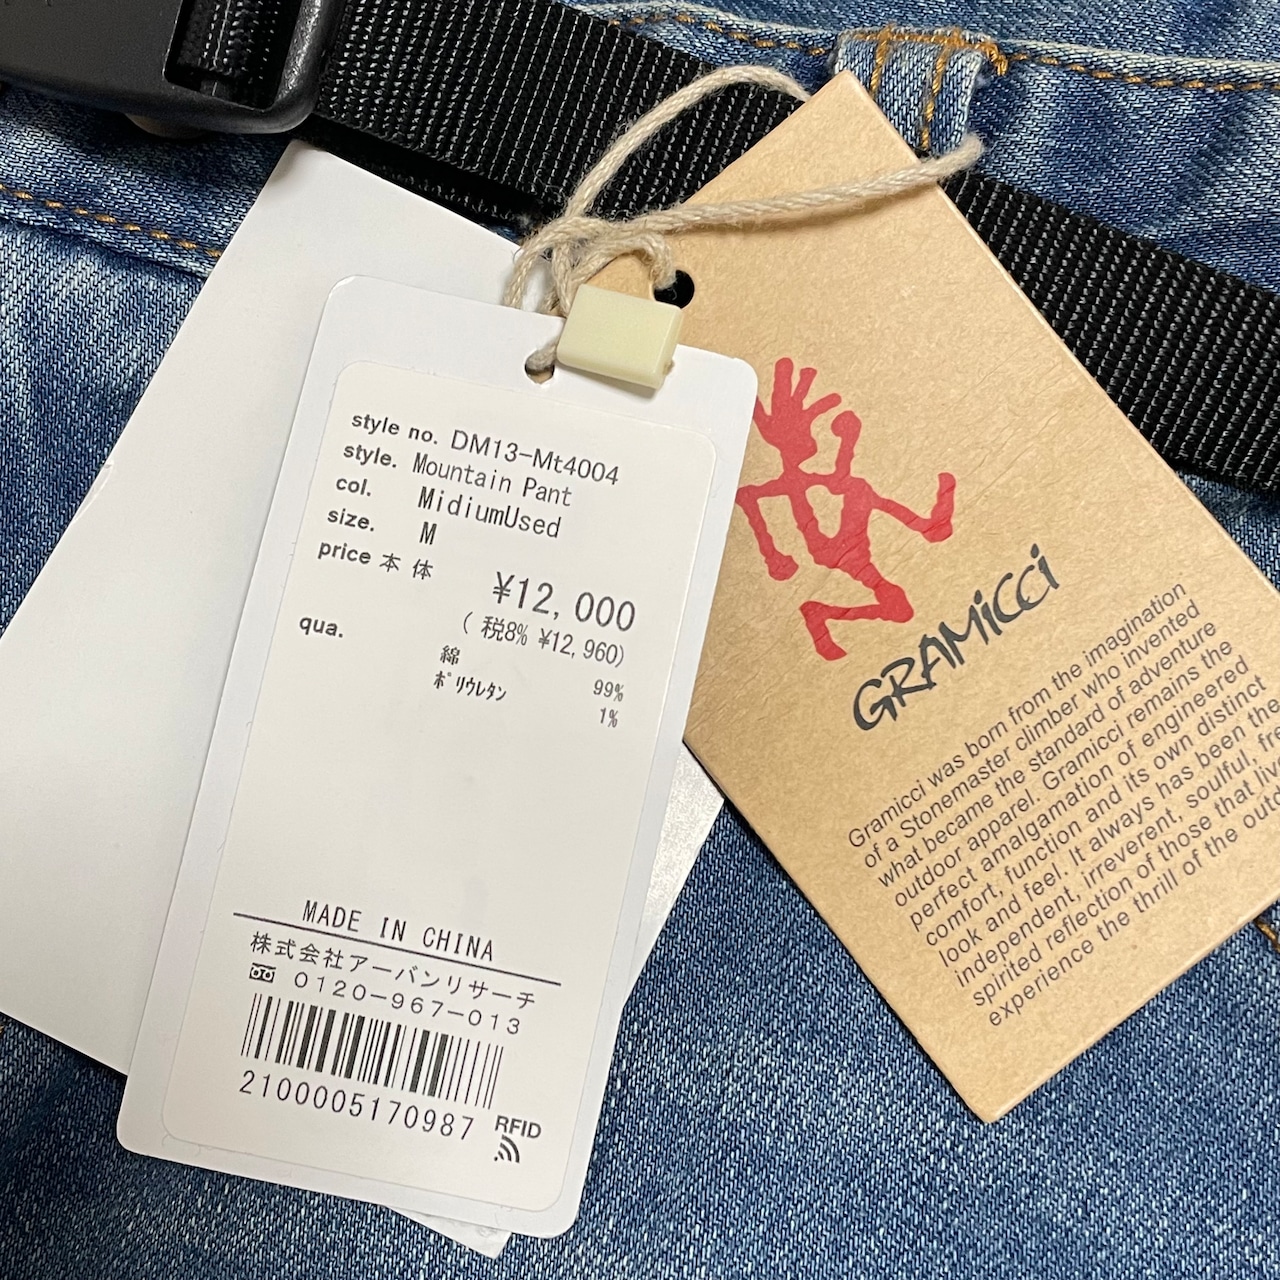 style no. DM13-Mt4004
style. Mountain Pant
col. MidiumUsed
size. M
price 本体
¥12,000
( 税8% ¥12,960)
qua.
綿 99%
ﾎﾟﾘｳﾚﾀﾝ 1%
MADE IN CHINA
株式会社アーバンリサーチ
0120-967-013
2100005170987
RFID
GRAMiCCi
Gramicci was born from the imagination
of a Stonemaster climber who invented
what became the standard of adventure
outdoor apparel. Gramicci remains the
perfect amalgamation of engineered
comfort, function and its own distinct
look and feel. It always has been the
independent, irreverent, soulful,
spirited reflection of those that
experience the thrill of the